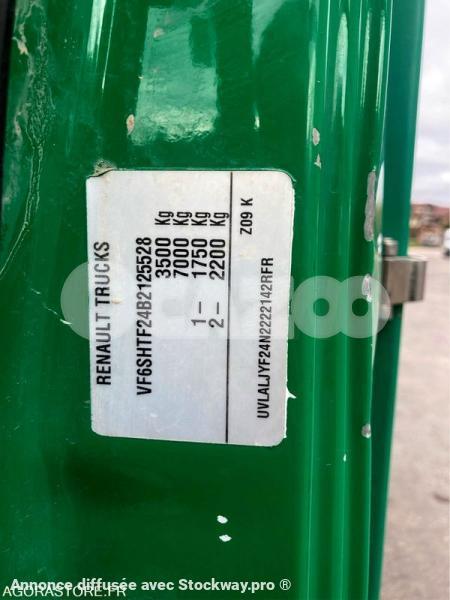 RENAULT TRUCKS
VF6SHTF24B2125528
3500 Kg
7000 Kg
1- 1750 Kg
2- 2200 Kg
Z09 K
UVLALJYF24N2222142RFR
Annonce diffusée avec Stockway.pro ®
AGORASTORE.FR